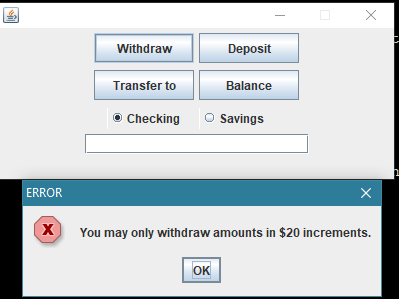 Withdraw Deposit
Transfer to Balance
Checking Savings
ERROR
You may only withdraw amounts in $20 increments.
OK